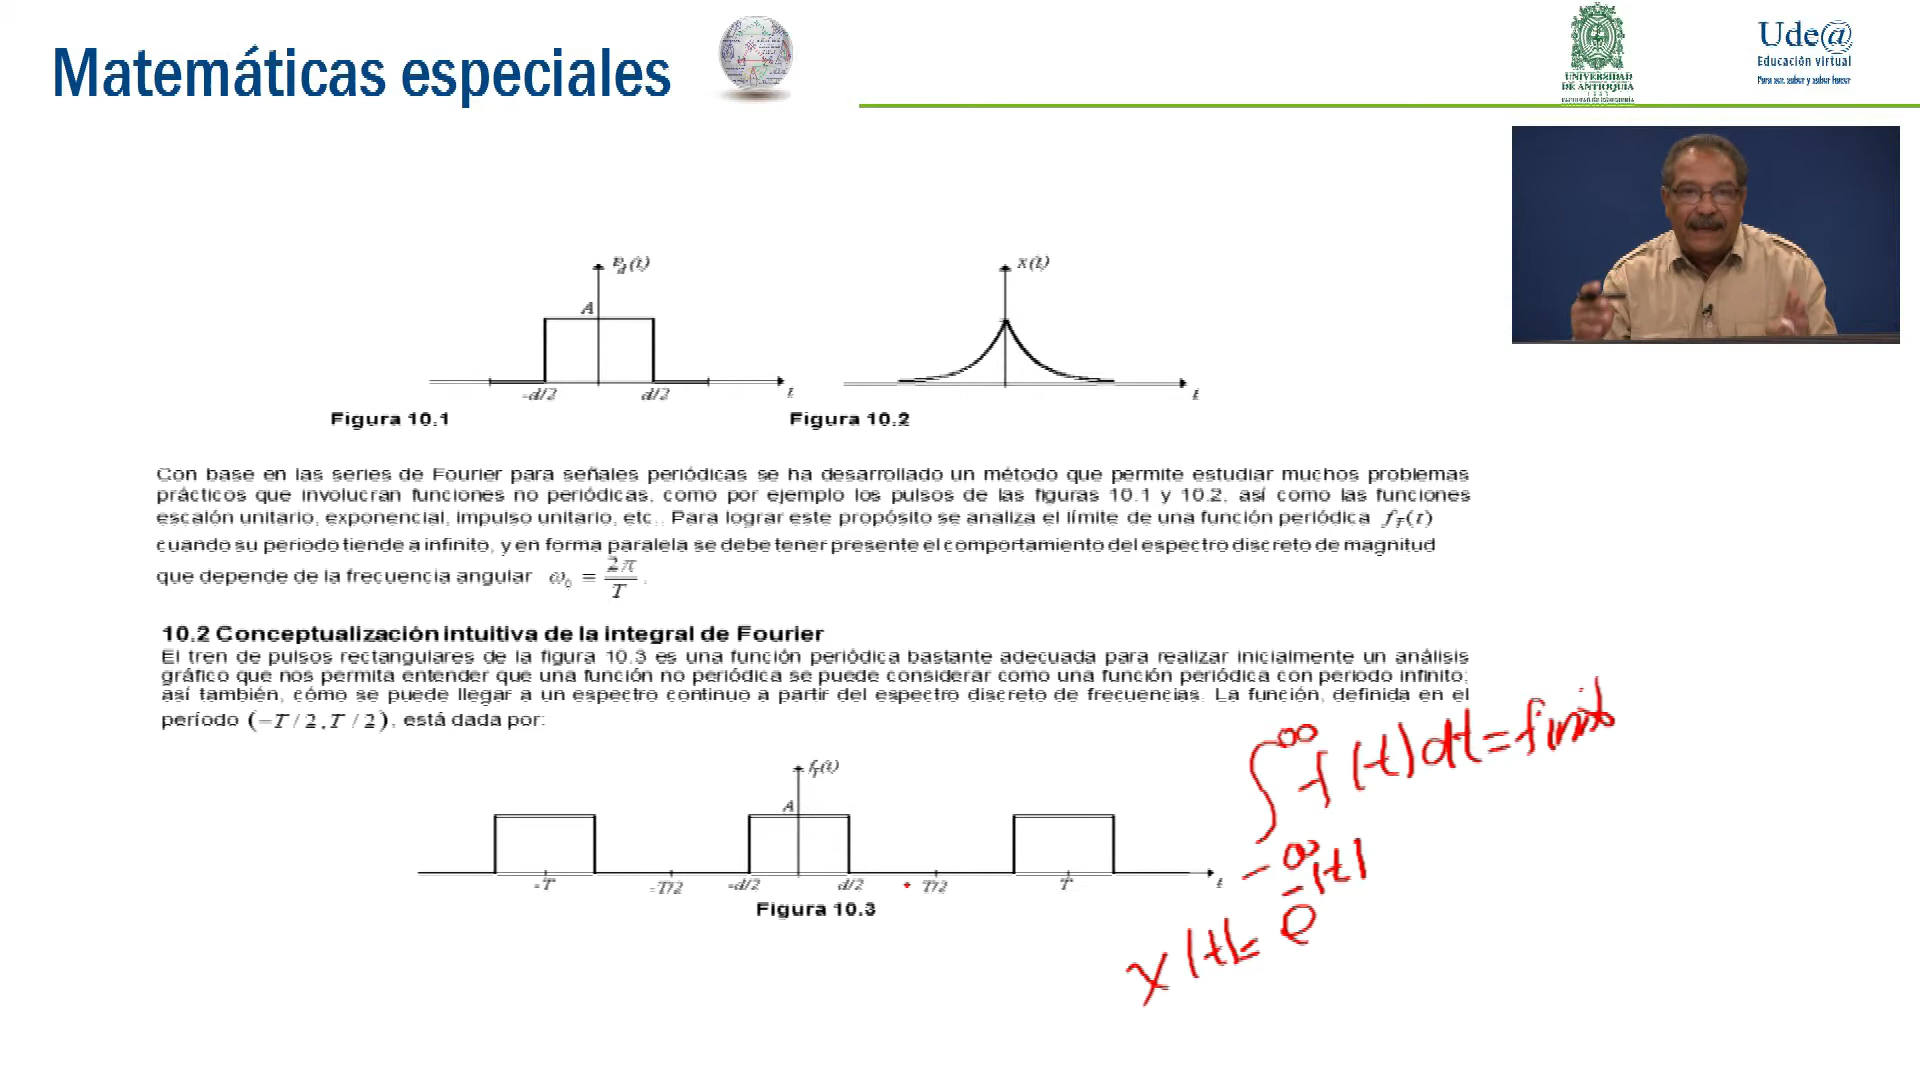 Matemáticas especiales
UNIVERSIDAD
DE ANTIOQUIA
1803
FACULTAD DE INGENIERÍA
Ude@
Educación virtual
Para ser, saber y saber hacer
P_d(t)
A
-d/2
d/2
t
Figura 10.1
x(t)
t
Figura 10.2
Con base en las series de Fourier para señales periódicas se ha desarrollado un método que permite estudiar muchos problemas
prácticos que involucran funciones no periódicas, como por ejemplo los pulsos de las figuras 10.1 y 10.2, así como las funciones
escalón unitario, exponencial, impulso unitario, etc.. Para lograr este propósito se analiza el límite de una función periódica f_T(t)
cuando su periodo tiende a infinito, y en forma paralela se debe tener presente el comportamiento del espectro discreto de magnitud
que depende de la frecuencia angular ω₀ = 2π/T .
10.2 Conceptualización intuitiva de la integral de Fourier
El tren de pulsos rectangulares de la figura 10.3 es una función periódica bastante adecuada para realizar inicialmente un análisis
gráfico que nos permita entender que una función no periódica se puede considerar como una función periódica con periodo infinito;
así también, cómo se puede llegar a un espectro continuo a partir del espectro discreto de frecuencias. La función, definida en el
período (-T/2,T/2), está dada por:
f_T(t)
A
-T
-T/2
-d/2
d/2
T/2
T
t
Figura 10.3
∫_{-∞}^{∞} f(t)dt=finito
x(t)= e^{-|t|}